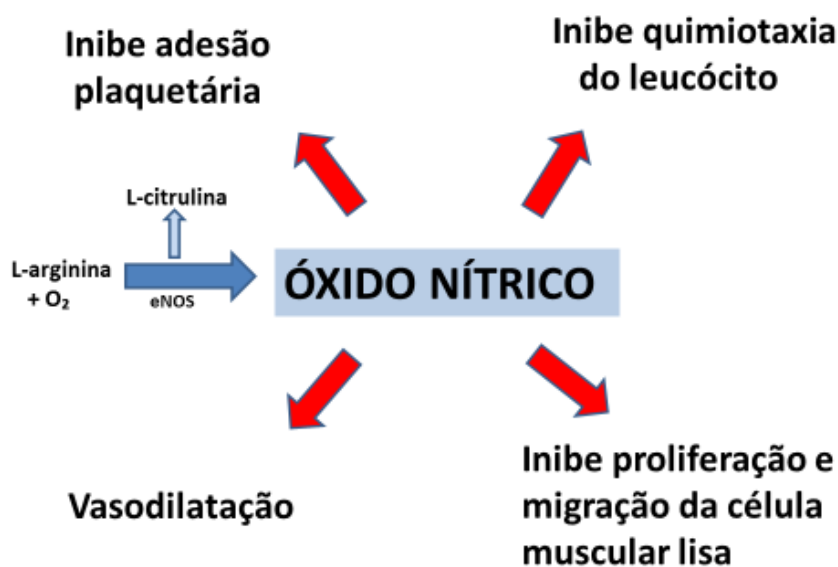 Inibe adesão
plaquetária
Inibe quimiotaxia
do leucócito
L-citrulina
L-arginina
+ O₂
eNOS
ÓXIDO NÍTRICO
Vasodilatação
Inibe proliferação e
migração da célula
muscular lisa